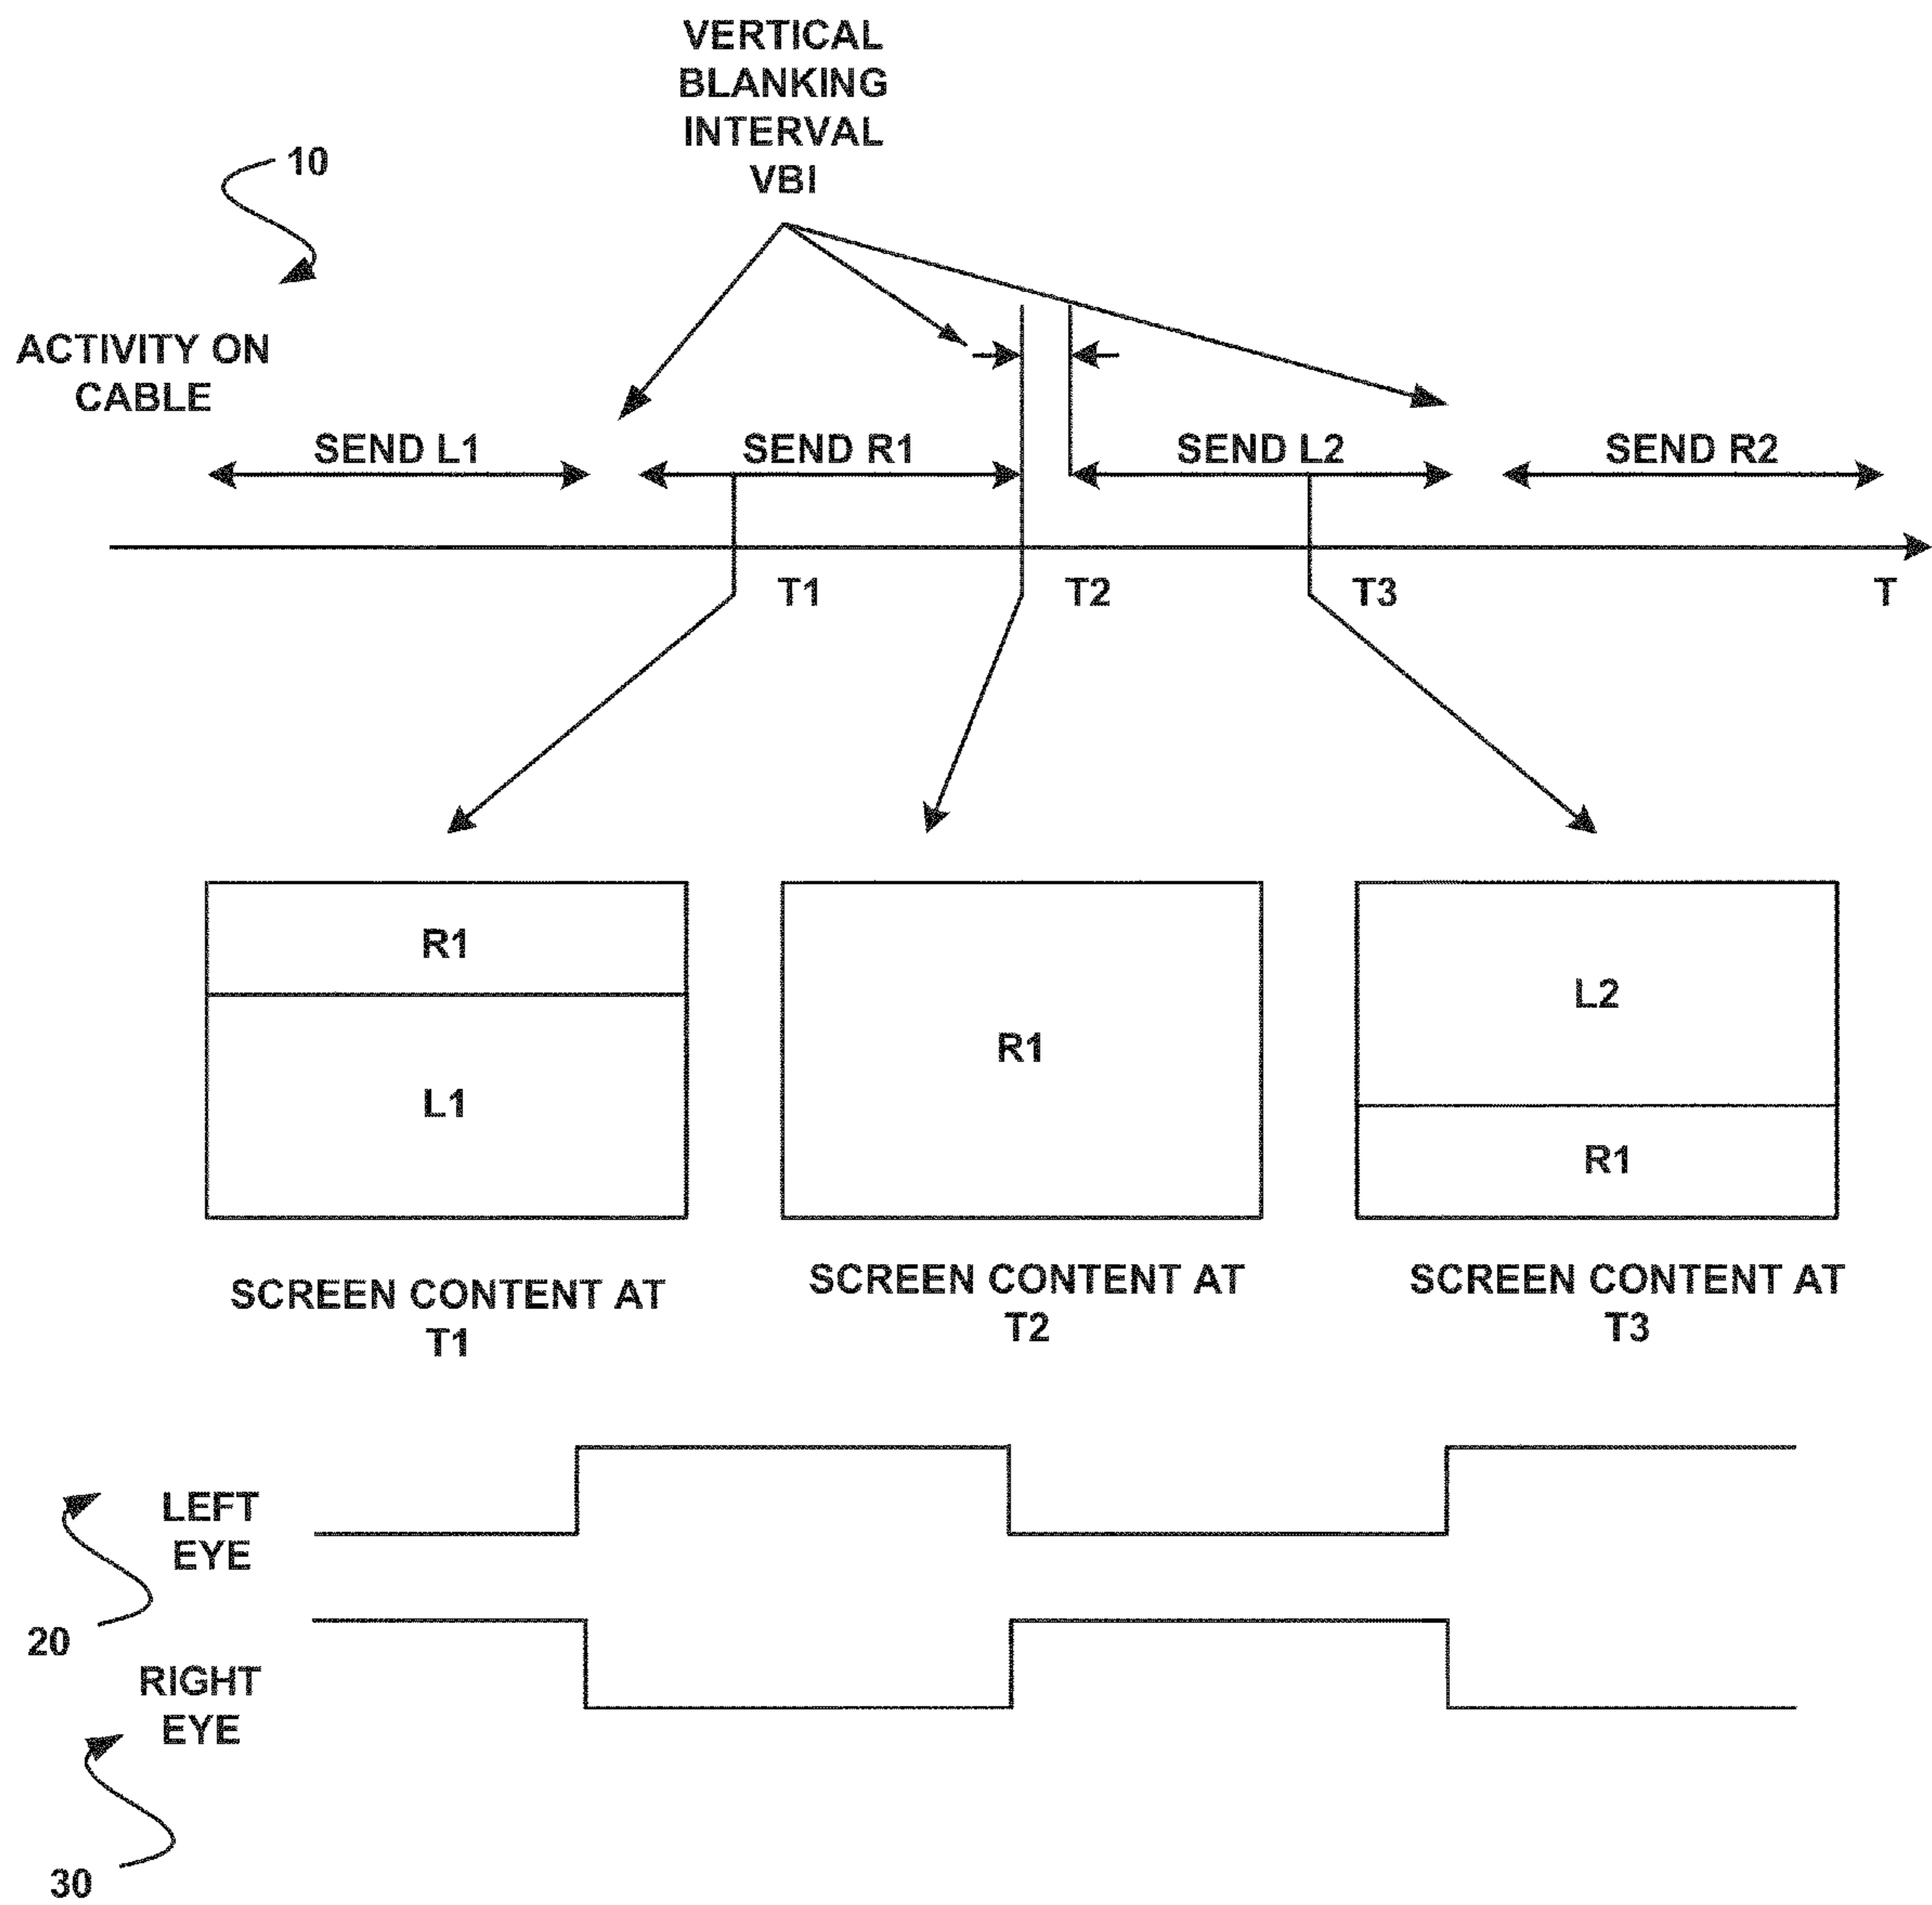 VERTICAL
BLANKING
INTERVAL
VBI
10
ACTIVITY ON
CABLE
SEND L1
SEND R1
SEND L2
SEND R2
T1
T2
T3
T
R1
L1
R1
L2
R1
SCREEN CONTENT AT
T1
SCREEN CONTENT AT
T2
SCREEN CONTENT AT
T3
LEFT
EYE
20
RIGHT
EYE
30